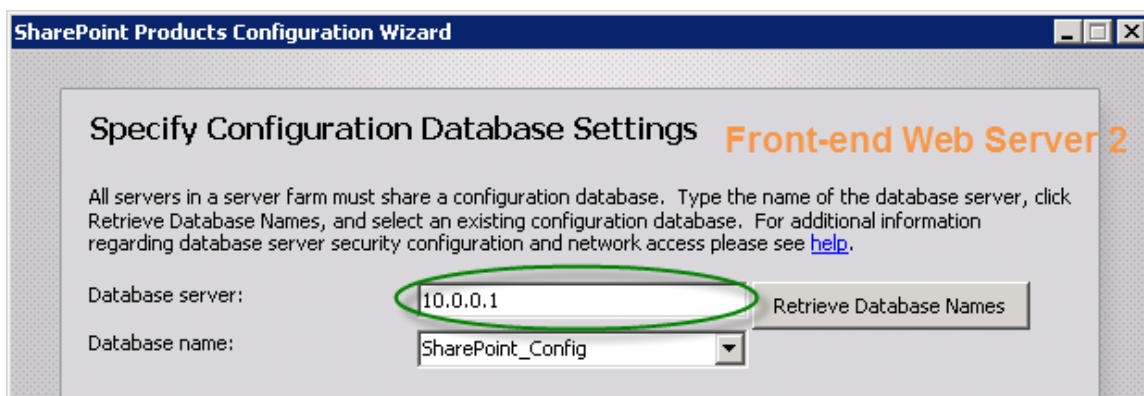 SharePoint Products Configuration Wizard
Specify Configuration Database Settings
Front-end Web Server 2
All servers in a server farm must share a configuration database.  Type the name of the database server, click
Retrieve Database Names, and select an existing configuration database.  For additional information
regarding database server security configuration and network access please see help.
Database server:
10.0.0.1
Retrieve Database Names
Database name:
SharePoint_Config